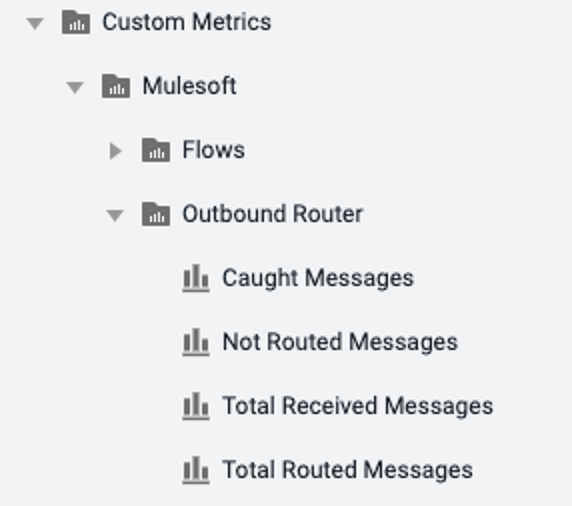 Custom Metrics
Mulesoft
Flows
Outbound Router
Caught Messages
Not Routed Messages
Total Received Messages
Total Routed Messages